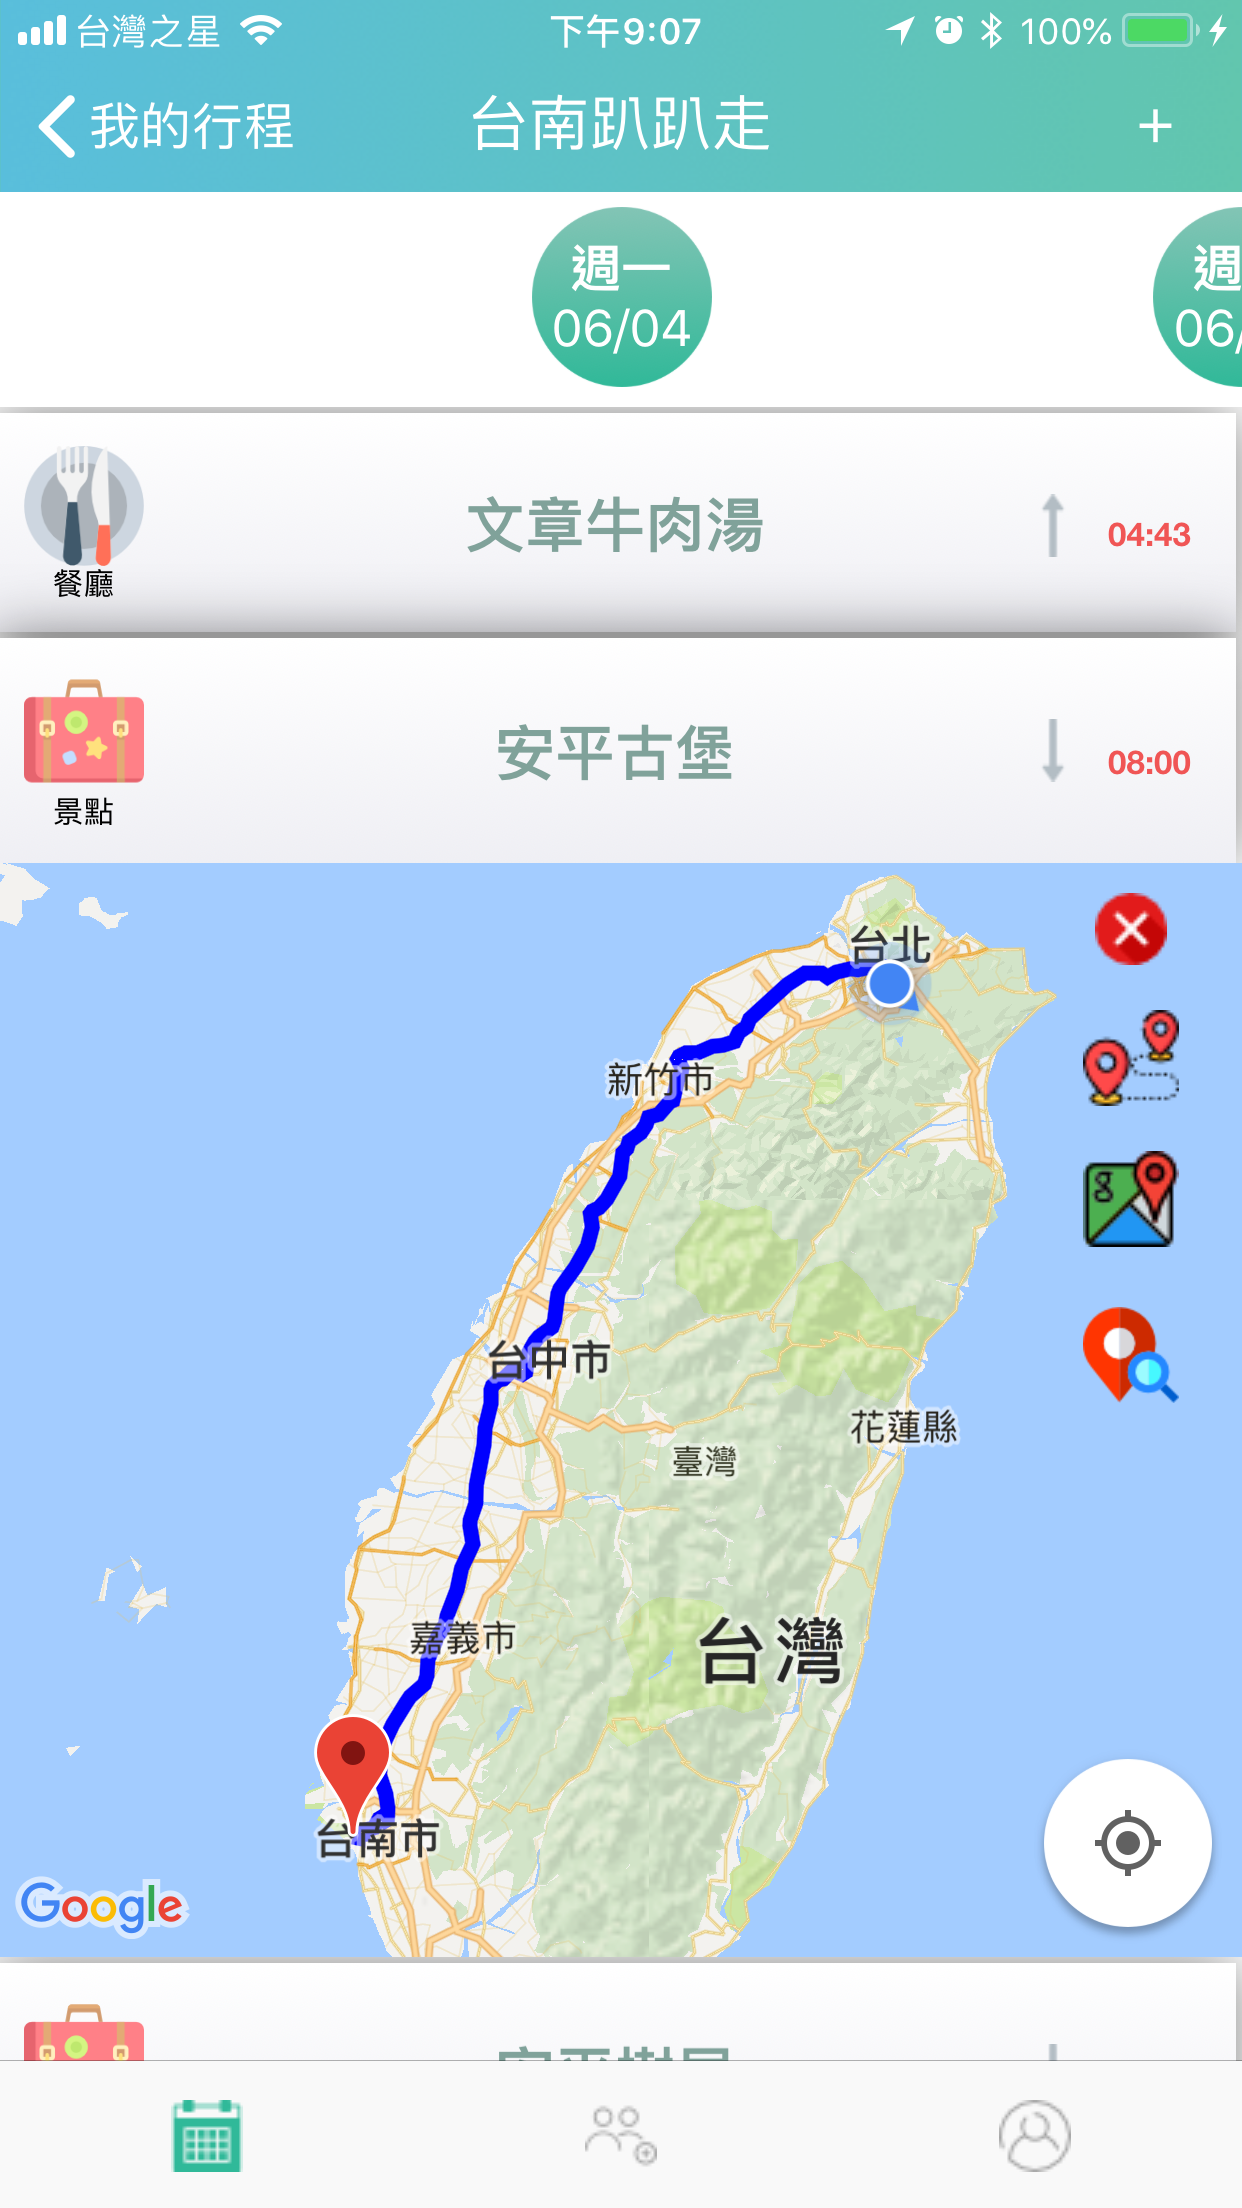 台灣之星 下午9:07 100%
我的行程 台南趴趴走 +
週一
06/04
週
06/
文章牛肉湯
04:43
餐廳
安平古堡
08:00
景點
台北
新竹市
台中市
花蓮縣
臺灣
嘉義市
台灣
台南市
Google